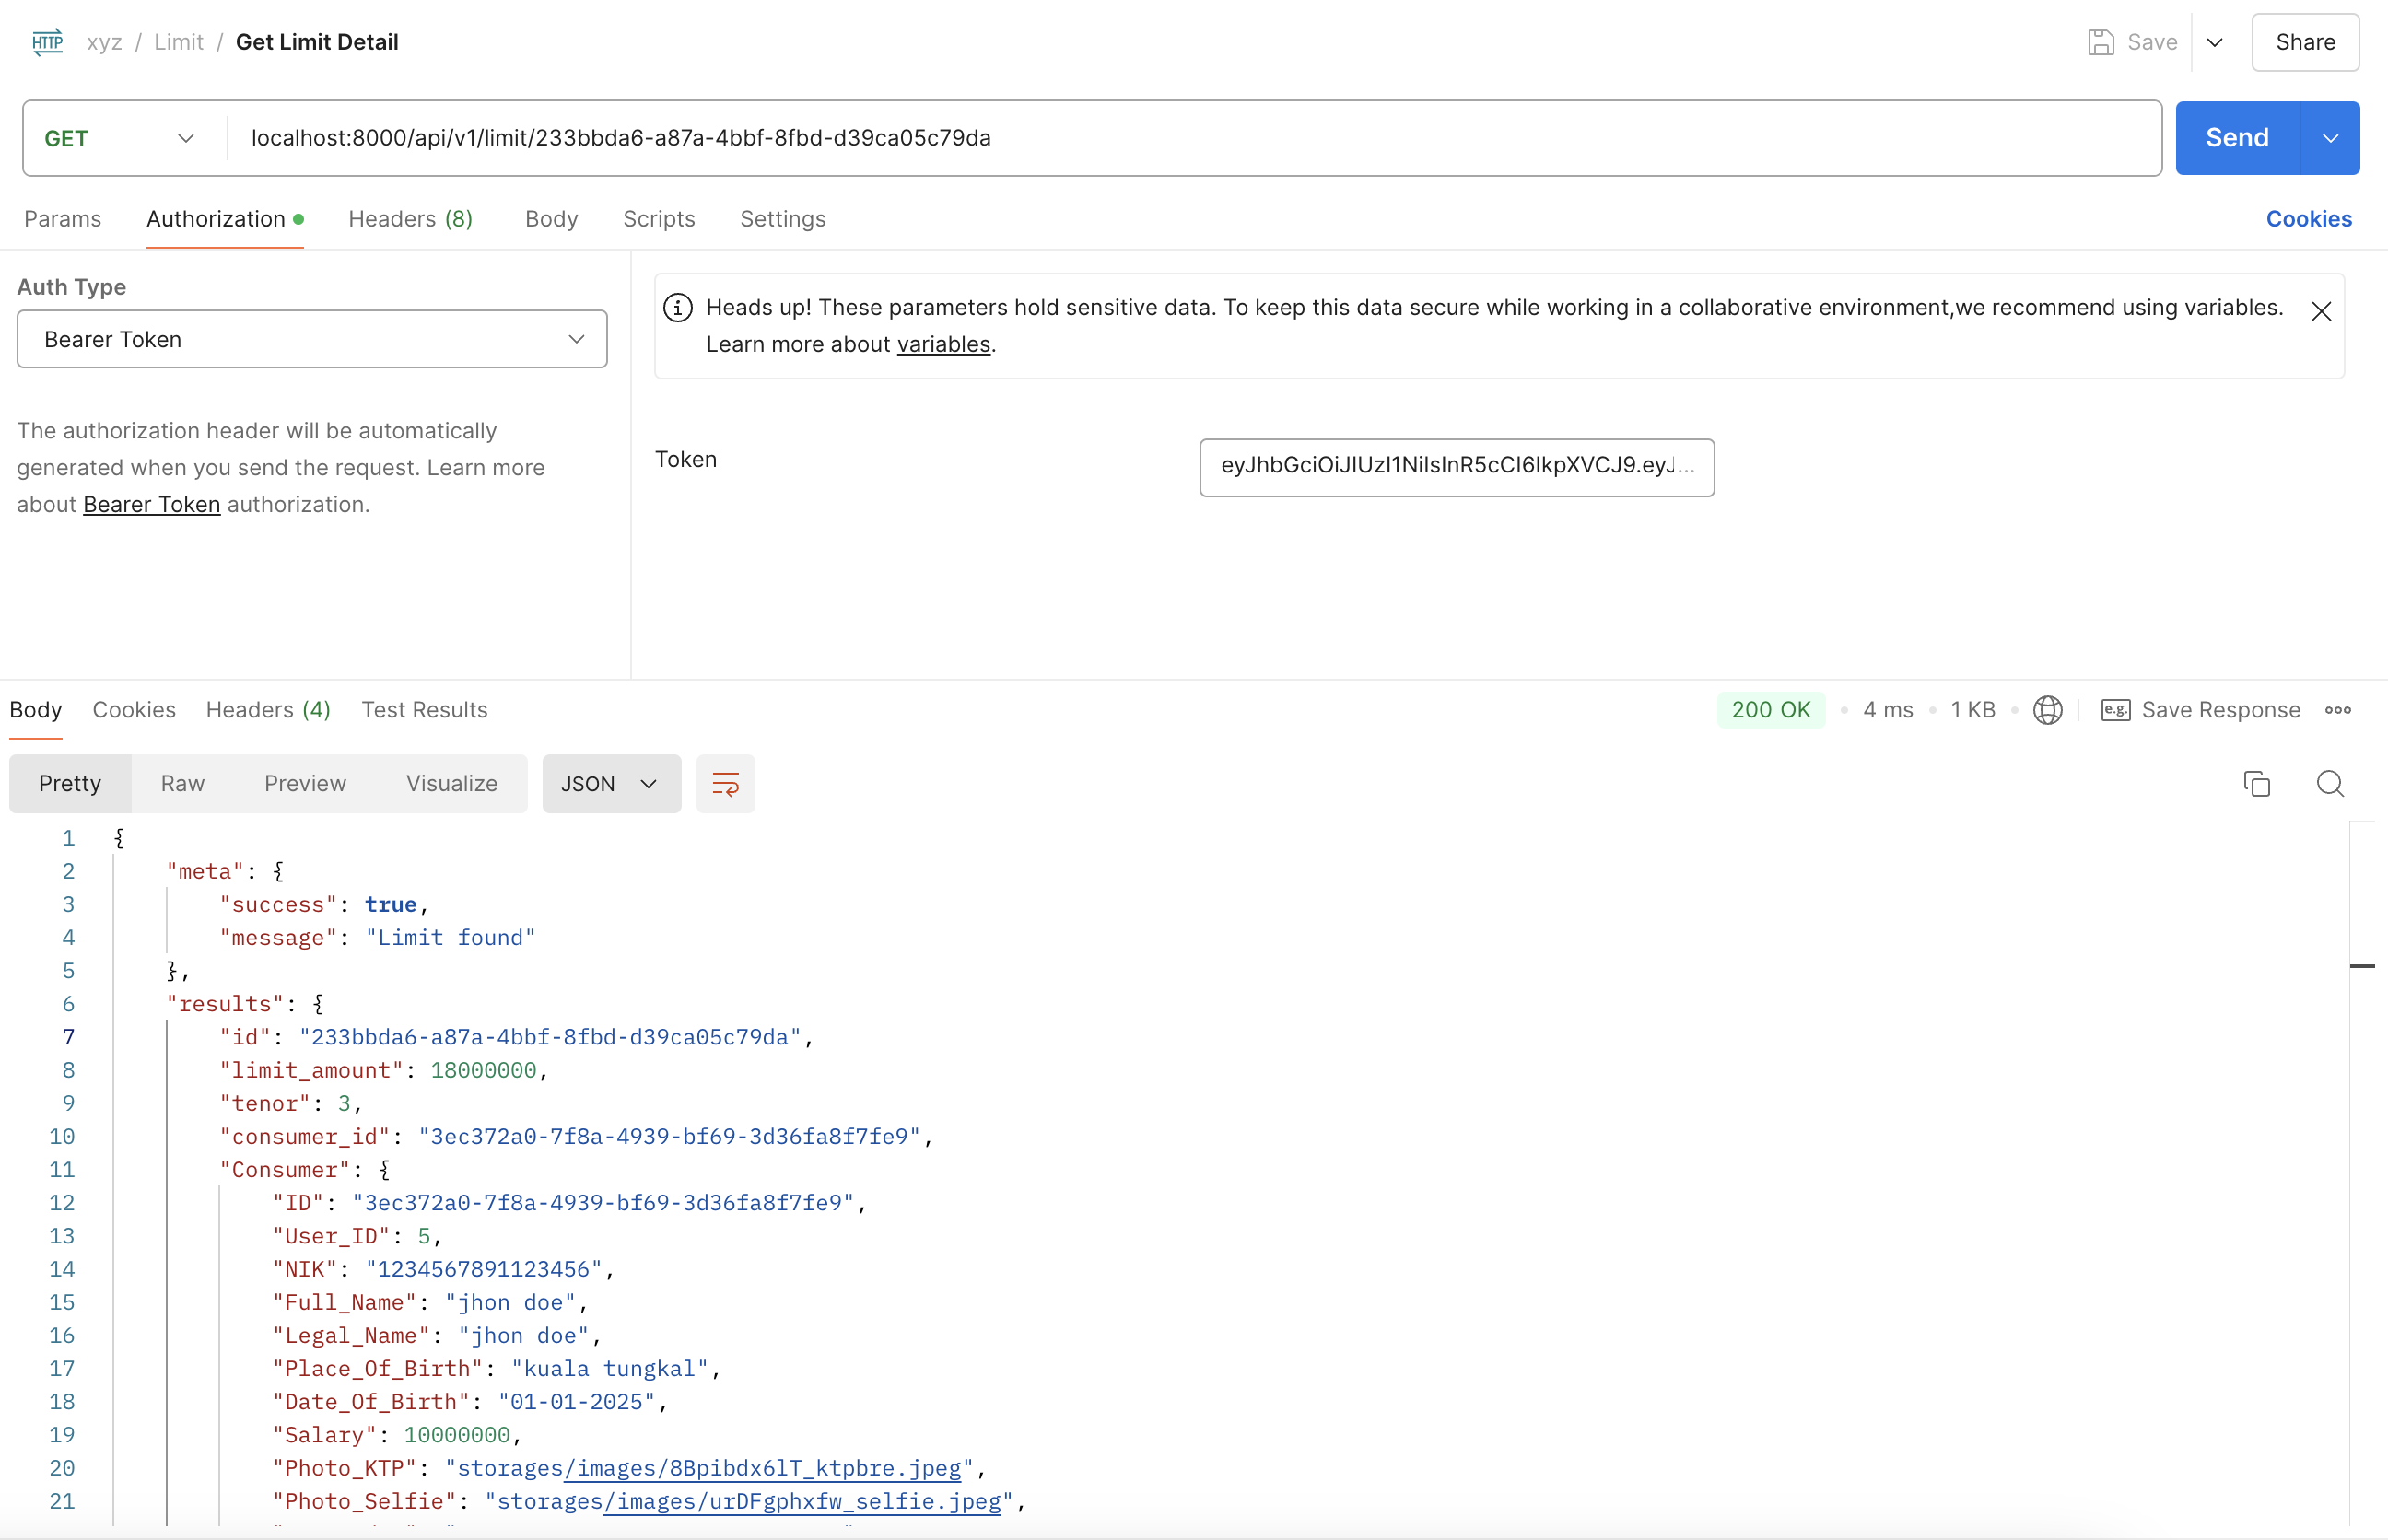 HTTP xyz / Limit / Get Limit Detail Save Share
GET localhost:8000/api/v1/limit/233bbda6-a87a-4bbf-8fbd-d39ca05c79da Send
Params Authorization Headers (8) Body Scripts Settings Cookies
Auth Type
Bearer Token
The authorization header will be automatically
generated when you send the request. Learn more
about Bearer Token authorization.
Heads up! These parameters hold sensitive data. To keep this data secure while working in a collaborative environment,we recommend using variables.
Learn more about variables.
Token eyJhbGciOiJIUzI1NiIsInR5cCI6IkpXVCJ9.eyJ...
Body Cookies Headers (4) Test Results 200 OK 4 ms 1 KB e.g. Save Response
Pretty Raw Preview Visualize JSON
1 {
2 "meta": {
3 "success": true,
4 "message": "Limit found"
5 },
6 "results": {
7 "id": "233bbda6-a87a-4bbf-8fbd-d39ca05c79da",
8 "limit_amount": 18000000,
9 "tenor": 3,
10 "consumer_id": "3ec372a0-7f8a-4939-bf69-3d36fa8f7fe9",
11 "Consumer": {
12 "ID": "3ec372a0-7f8a-4939-bf69-3d36fa8f7fe9",
13 "User_ID": 5,
14 "NIK": "1234567891123456",
15 "Full_Name": "jhon doe",
16 "Legal_Name": "jhon doe",
17 "Place_Of_Birth": "kuala tungkal",
18 "Date_Of_Birth": "01-01-2025",
19 "Salary": 10000000,
20 "Photo_KTP": "storages/images/8Bpibdx6lT_ktpbre.jpeg",
21 "Photo_Selfie": "storages/images/urDFgphxfw_selfie.jpeg",